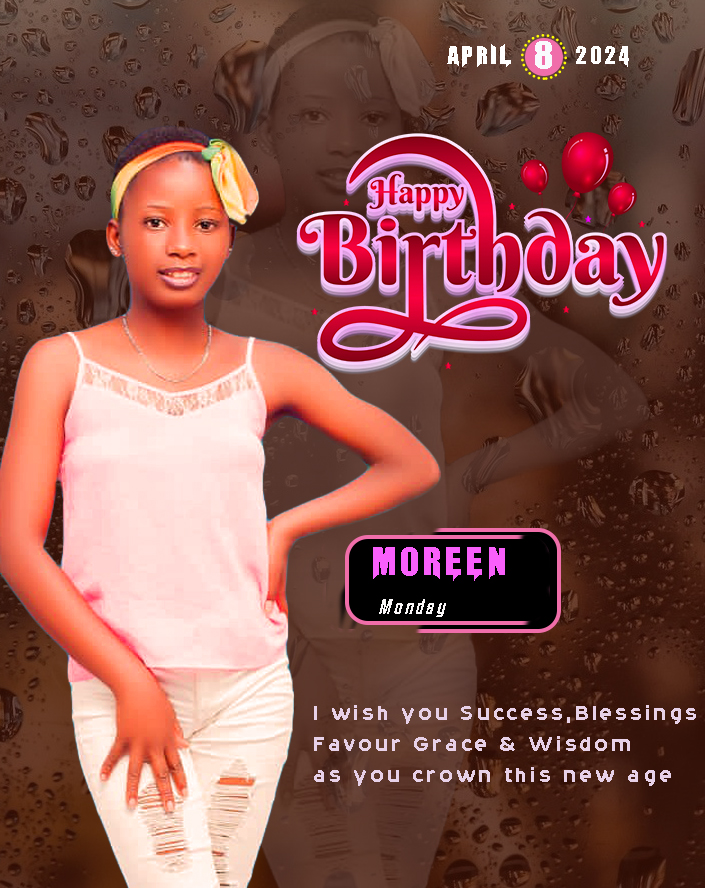 APRIL 8 2024
Happy
Birthday
MOREEN
Monday
I wish you Success,Blessings
Favour Grace & Wisdom
as you crown this new age